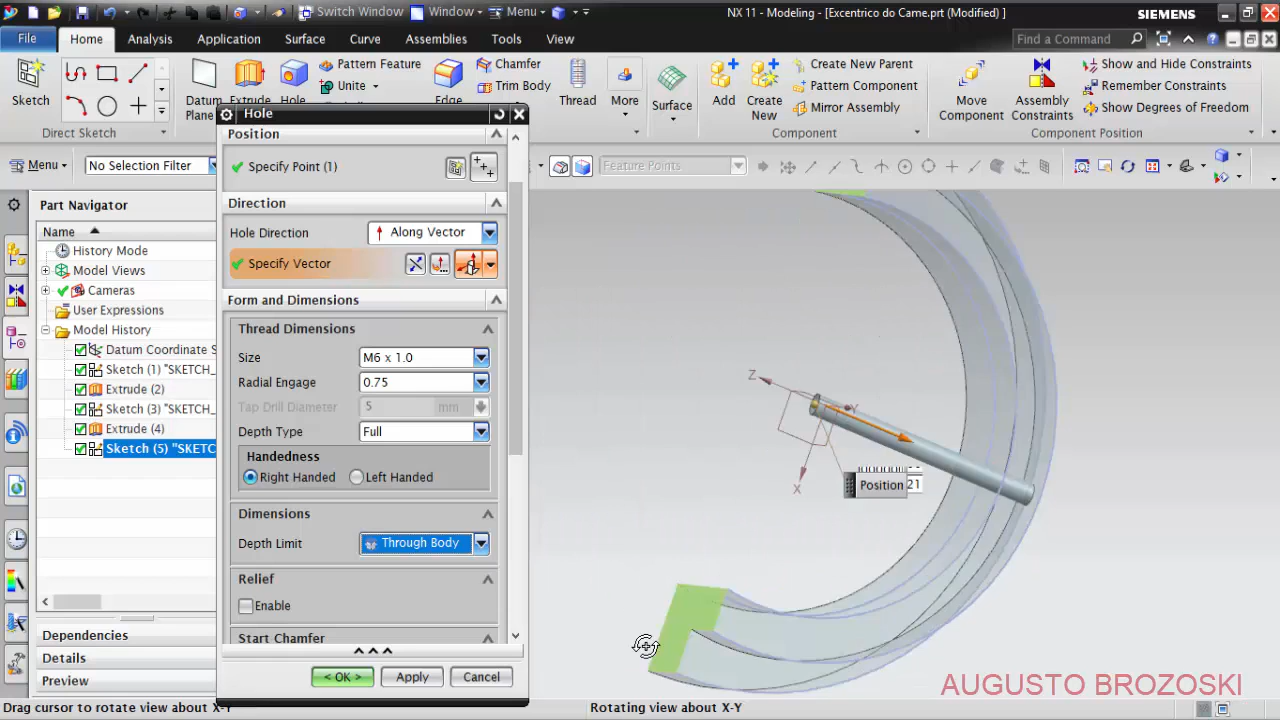 Switch Window Window Menu NX 11 - Modeling - [Excentrico do Came.prt (Modified) ] SIEMENS
File Home Analysis Application Surface Curve Assemblies Tools View Find a Command
Sketch Direct Sketch
Datum Plane Extrude Hole Pattern Feature Unite
Edge Chamfer Trim Body
Thread More Surface
Add Create New Create New Parent Pattern Component Mirror Assembly Component
Move Component Assembly Constraints Show and Hide Constraints Remember Constraints Show Degrees of Freedom Component Position
Menu No Selection Filter Feature Points
Part Navigator
Name
History Mode
Model Views
Cameras
User Expressions
Model History
Datum Coordinate S
Sketch (1) "SKETCH_
Extrude (2)
Sketch (3) "SKETCH_
Extrude (4)
Sketch (5) "SKETC
Dependencies
Details
Preview
Hole
Position
Specify Point (1)
Direction
Hole Direction Along Vector
Specify Vector
Form and Dimensions
Thread Dimensions
Size M6 x 1.0
Radial Engage 0.75
Tap Drill Diameter 5 mm
Depth Type Full
Handedness
Right Handed Left Handed
Dimensions
Depth Limit Through Body
Relief
Enable
Start Chamfer
< OK > Apply Cancel
Z
Y
X
Position 21
AUGUSTO BROZOSKI
Drag cursor to rotate view about X-Y Rotating view about X-Y